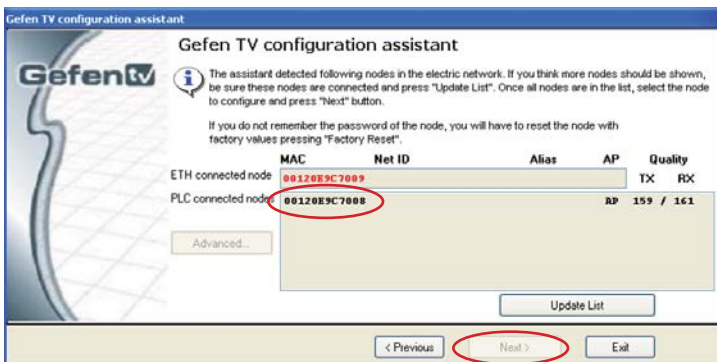 Gefen TV configuration assistant
Gefen TV configuration assistant
Gefen TV
The assistant detected following nodes in the electric network. If you think more nodes should be shown,
be sure these nodes are connected and press "Update List". Once all nodes are in the list, select the node
to configure and press "Next" button.
If you do not remember the password of the node, you will have to reset the node with
factory values pressing "Factory Reset".
MAC Net ID Alias AP Quality
ETH connected node 00120E9C7009 TX RX
PLC connected nodes 00120E9C7008 AP 159 / 161
Advanced...
Update List
< Previous Next > Exit